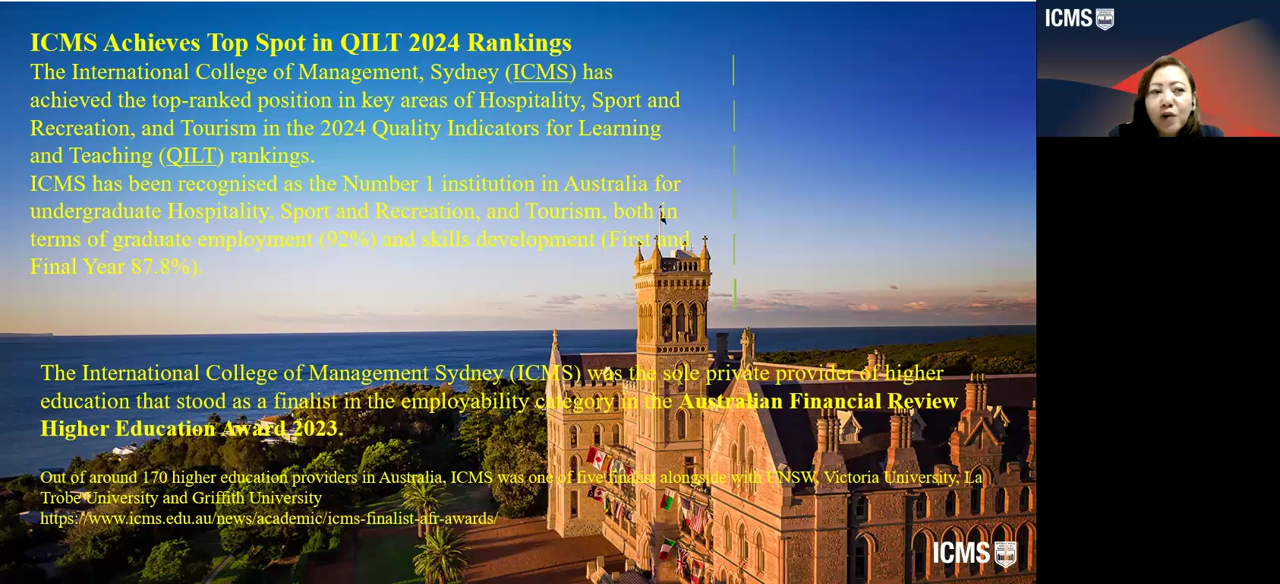 ICMS Achieves Top Spot in QILT 2024 Rankings
The International College of Management, Sydney (ICMS) has
achieved the top-ranked position in key areas of Hospitality, Sport and
Recreation, and Tourism in the 2024 Quality Indicators for Learning
and Teaching (QILT) rankings.
ICMS has been recognised as the Number 1 institution in Australia for
undergraduate Hospitality, Sport and Recreation, and Tourism, both in
terms of graduate employment (92%) and skills development (First and
Final Year 87.8%).
The International College of Management Sydney (ICMS) was the sole private provider of higher
education that stood as a finalist in the employability category in the Australian Financial Review
Higher Education Award 2023.
Out of around 170 higher education providers in Australia, ICMS was one of five finalist alongside with UNSW, Victoria University, La
Trobe University and Griffith University
https://www.icms.edu.au/news/academic/icms-finalist-afr-awards/
ICMS
ICMS